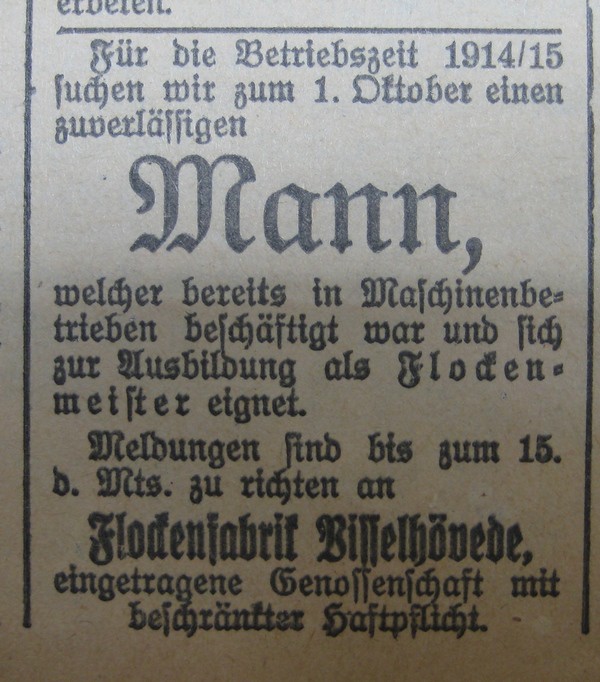 erbeten.
Für die Betriebszeit 1914/15
suchen wir zum 1. Oktober einen
zuverlässigen
Mann,
welcher bereits in Maschinenbe-
trieben beschäftigt war und sich
zur Ausbildung als Flocken-
meister eignet.
Meldungen sind bis zum 15.
d. Mts. zu richten an
Flockenfabrik Visselhövede,
eingetragene Genossenschaft mit
beschränkter Haftpflicht.